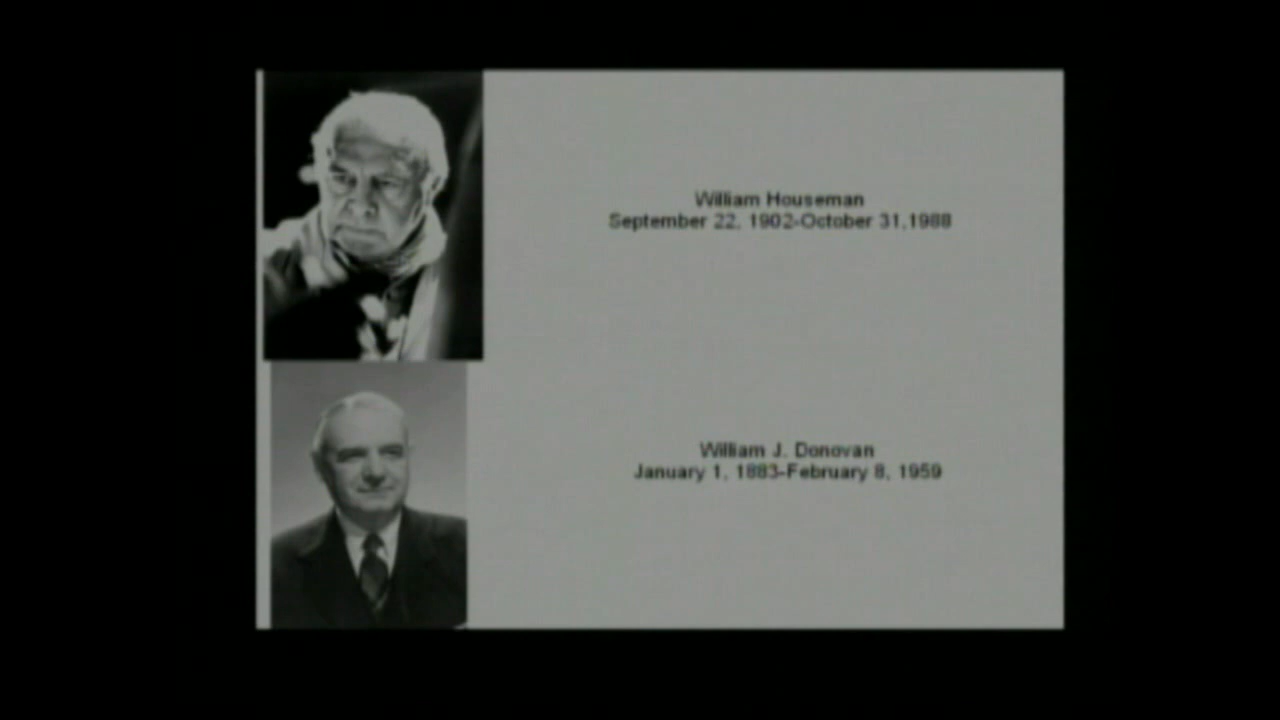 William Houseman
September 22, 1902-October 31,1988
William J. Donovan
January 1, 1883-February 8, 1959